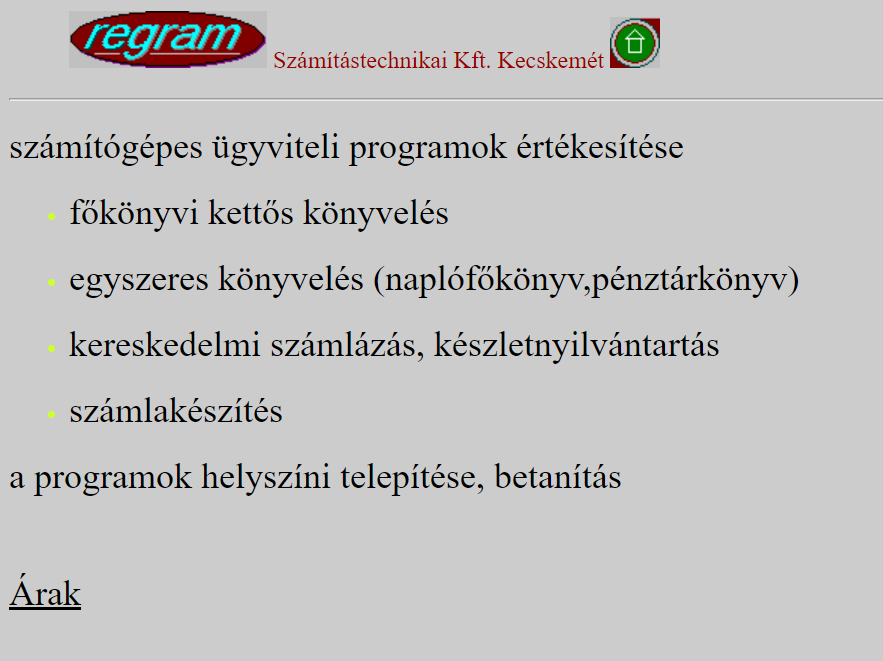 regram Számítástechnikai Kft. Kecskemét
számítógépes ügyviteli programok értékesítése
főkönyvi kettős könyvelés
egyszeres könyvelés (naplófőkönyv,pénztárkönyv)
kereskedelmi számlázás, készletnyilvántartás
számlakészítés
a programok helyszíni telepítése, betanítás
Árak